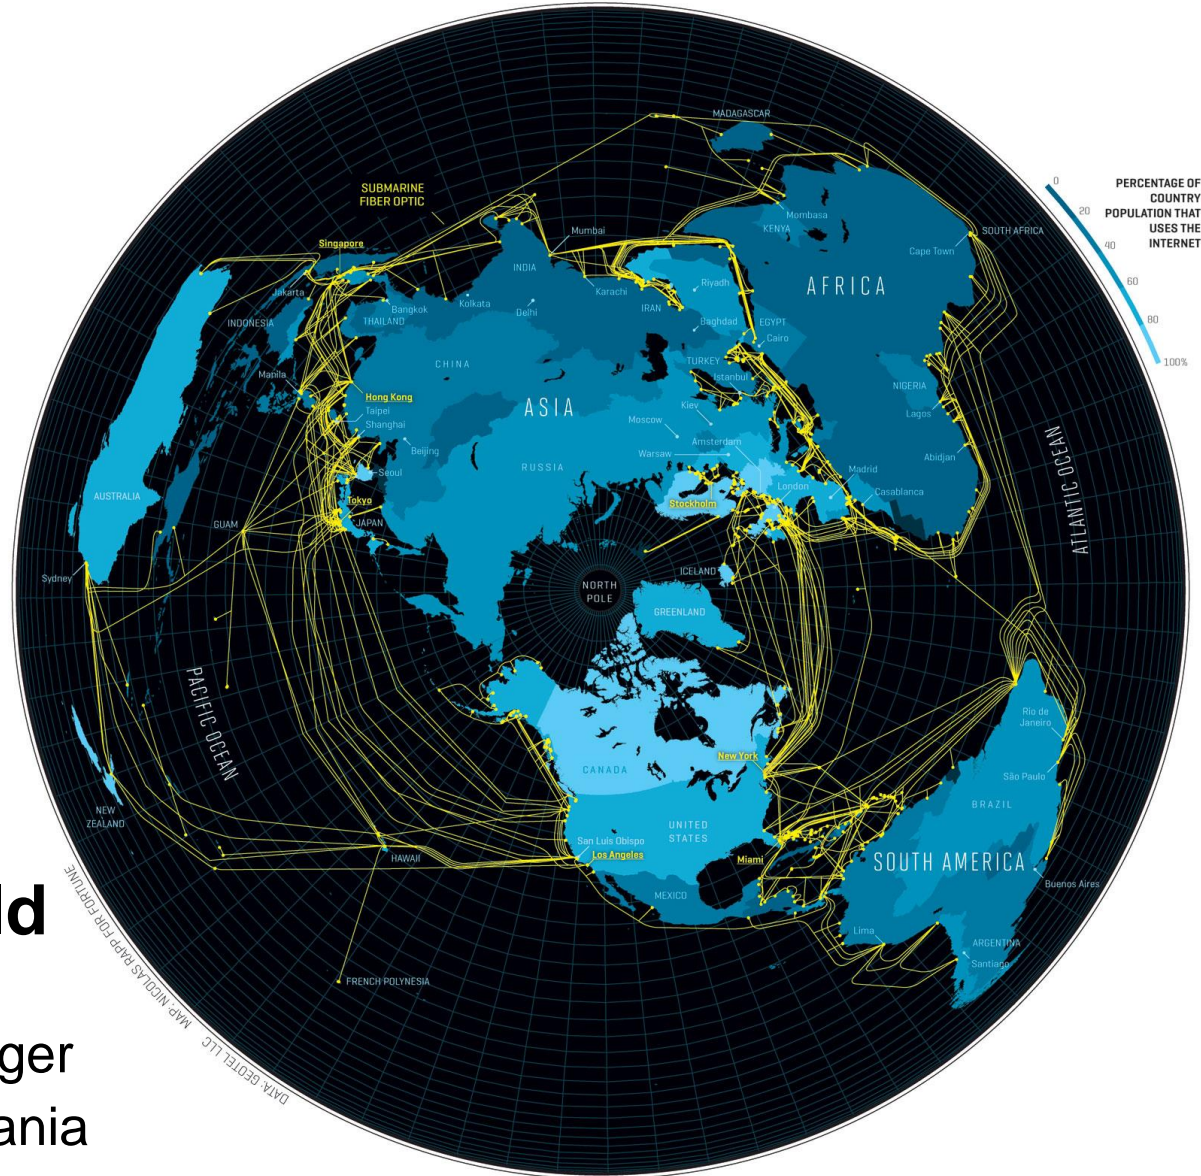 MADAGASCAR
SUBMARINE
FIBER OPTIC
0
20
40
60
80
100%
PERCENTAGE OF
COUNTRY
POPULATION THAT
USES THE
INTERNET
Mombasa
KENYA
SOUTH AFRICA
Cape Town
Mumbai
Singapore
INDIA
Karachi
IRAN
Riyadh
AFRICA
Jakarta
Bangkok
THAILAND
Kolkata
Delhi
INDONESIA
Baghdad
EGYPT
Cairo
CHINA
TURKEY
Istanbul
Manila
Hong Kong
Taipei
Shanghai
ASIA
NIGERIA
Lagos
Kiev
Moscow
Amsterdam
Warsaw
Beijing
RUSSIA
Abidjan
ATLANTIC OCEAN
Seoul
Madrid
London
Casablanca
AUSTRALIA
Tokyo
JAPAN
Stockholm
GUAM
Sydney
ICELAND
NORTH
POLE
GREENLAND
PACIFIC OCEAN
Rio de
Janeiro
New York
CANADA
São Paulo
BRAZIL
NEW
ZEALAND
UNITED
STATES
San Luis Obispo
Los Angeles
HAWAII
Miami
SOUTH AMERICA
Buenos Aires
MEXICO
Lima
ARGENTINA
Santiago
FRENCH POLYNESIA
ld
ger
ania
DATA: GEOTEL LLC MAP: NICOLAS RAPP FOR FORTUNE